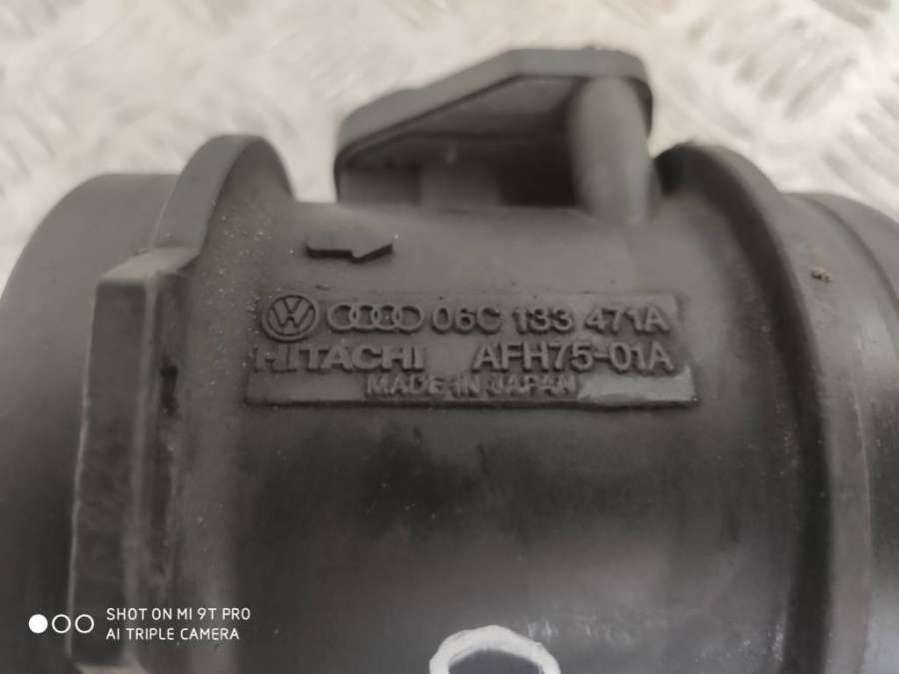 06C 133 471A
HITACHI AFH75-01A
MADE IN JAPAN
SHOT ON MI 9T PRO
AI TRIPLE CAMERA